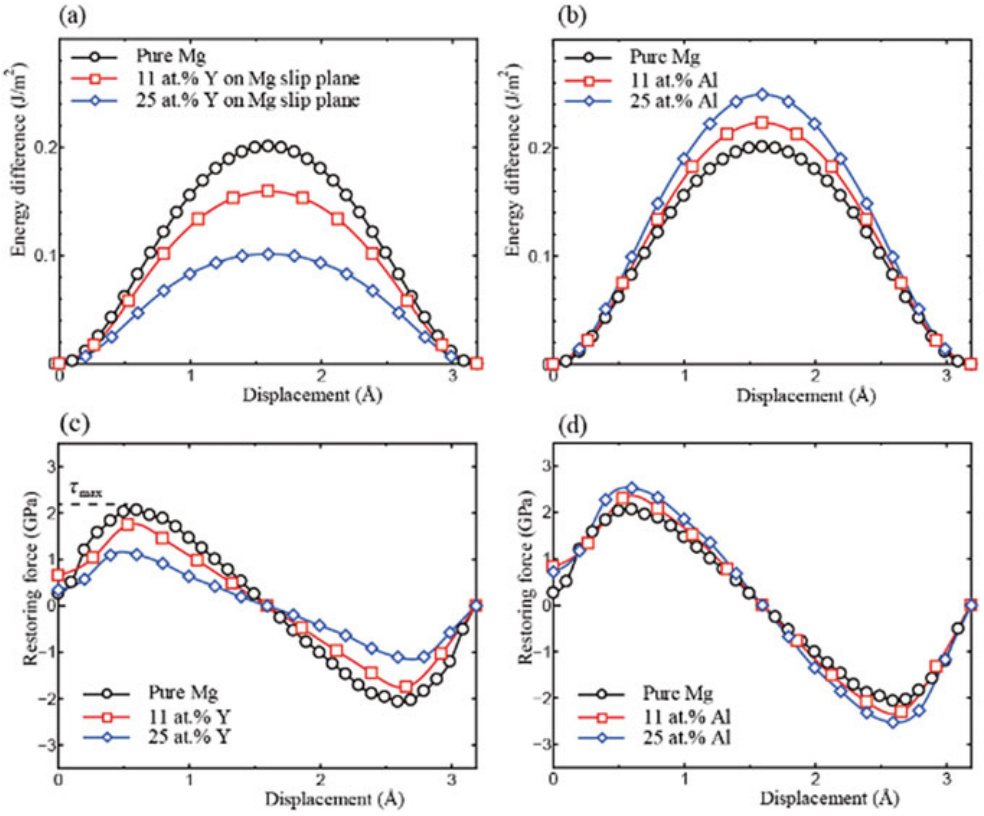 (a)
Pure Mg
11 at.% Y on Mg slip plane
25 at.% Y on Mg slip plane
Energy difference (J/m²)
0.2
0.1
0
0 1 2 3
Displacement (Å)
(b)
Pure Mg
11 at.% Al
25 at.% Al
Energy difference (J/m²)
0.2
0.1
0
0 1 2 3
Displacement (Å)
(c)
τmax
Restoring force (GPa)
3
2
1
0
−1
−2
−3
Pure Mg
11 at.% Y
25 at.% Y
0 1 2 3
Displacement (Å)
(d)
Restoring force (GPa)
3
2
1
0
−1
−2
−3
Pure Mg
11 at.% Al
25 at.% Al
0 1 2 3
Displacement (Å)